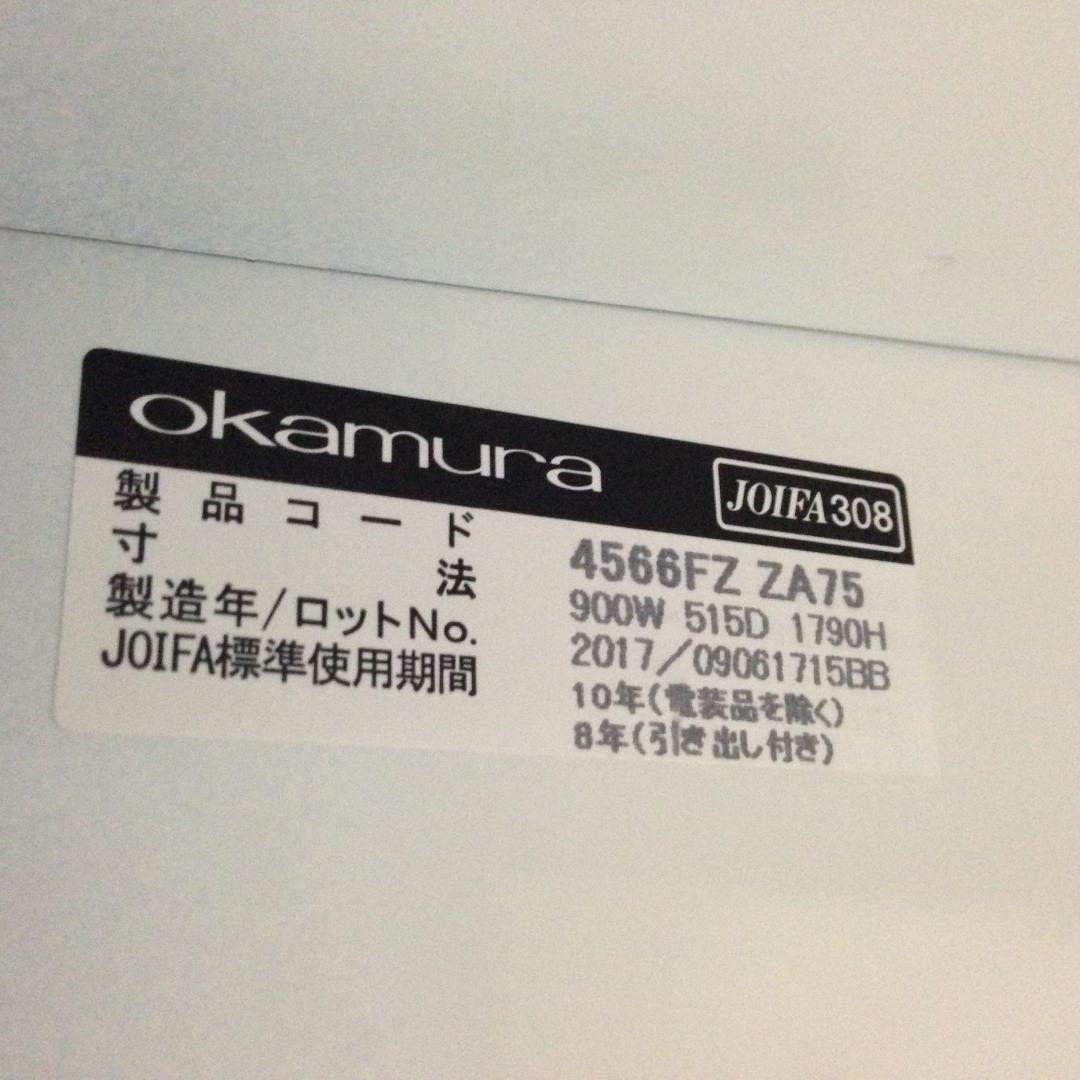 okamura
JOIFA308
製品コード 4566FZ ZA75
寸法 900W 515D 1790H
製造年/ロットNo. 2017/09061715BB
JOIFA標準使用期間 10年(電装品を除く)
8年(引き出し付き)